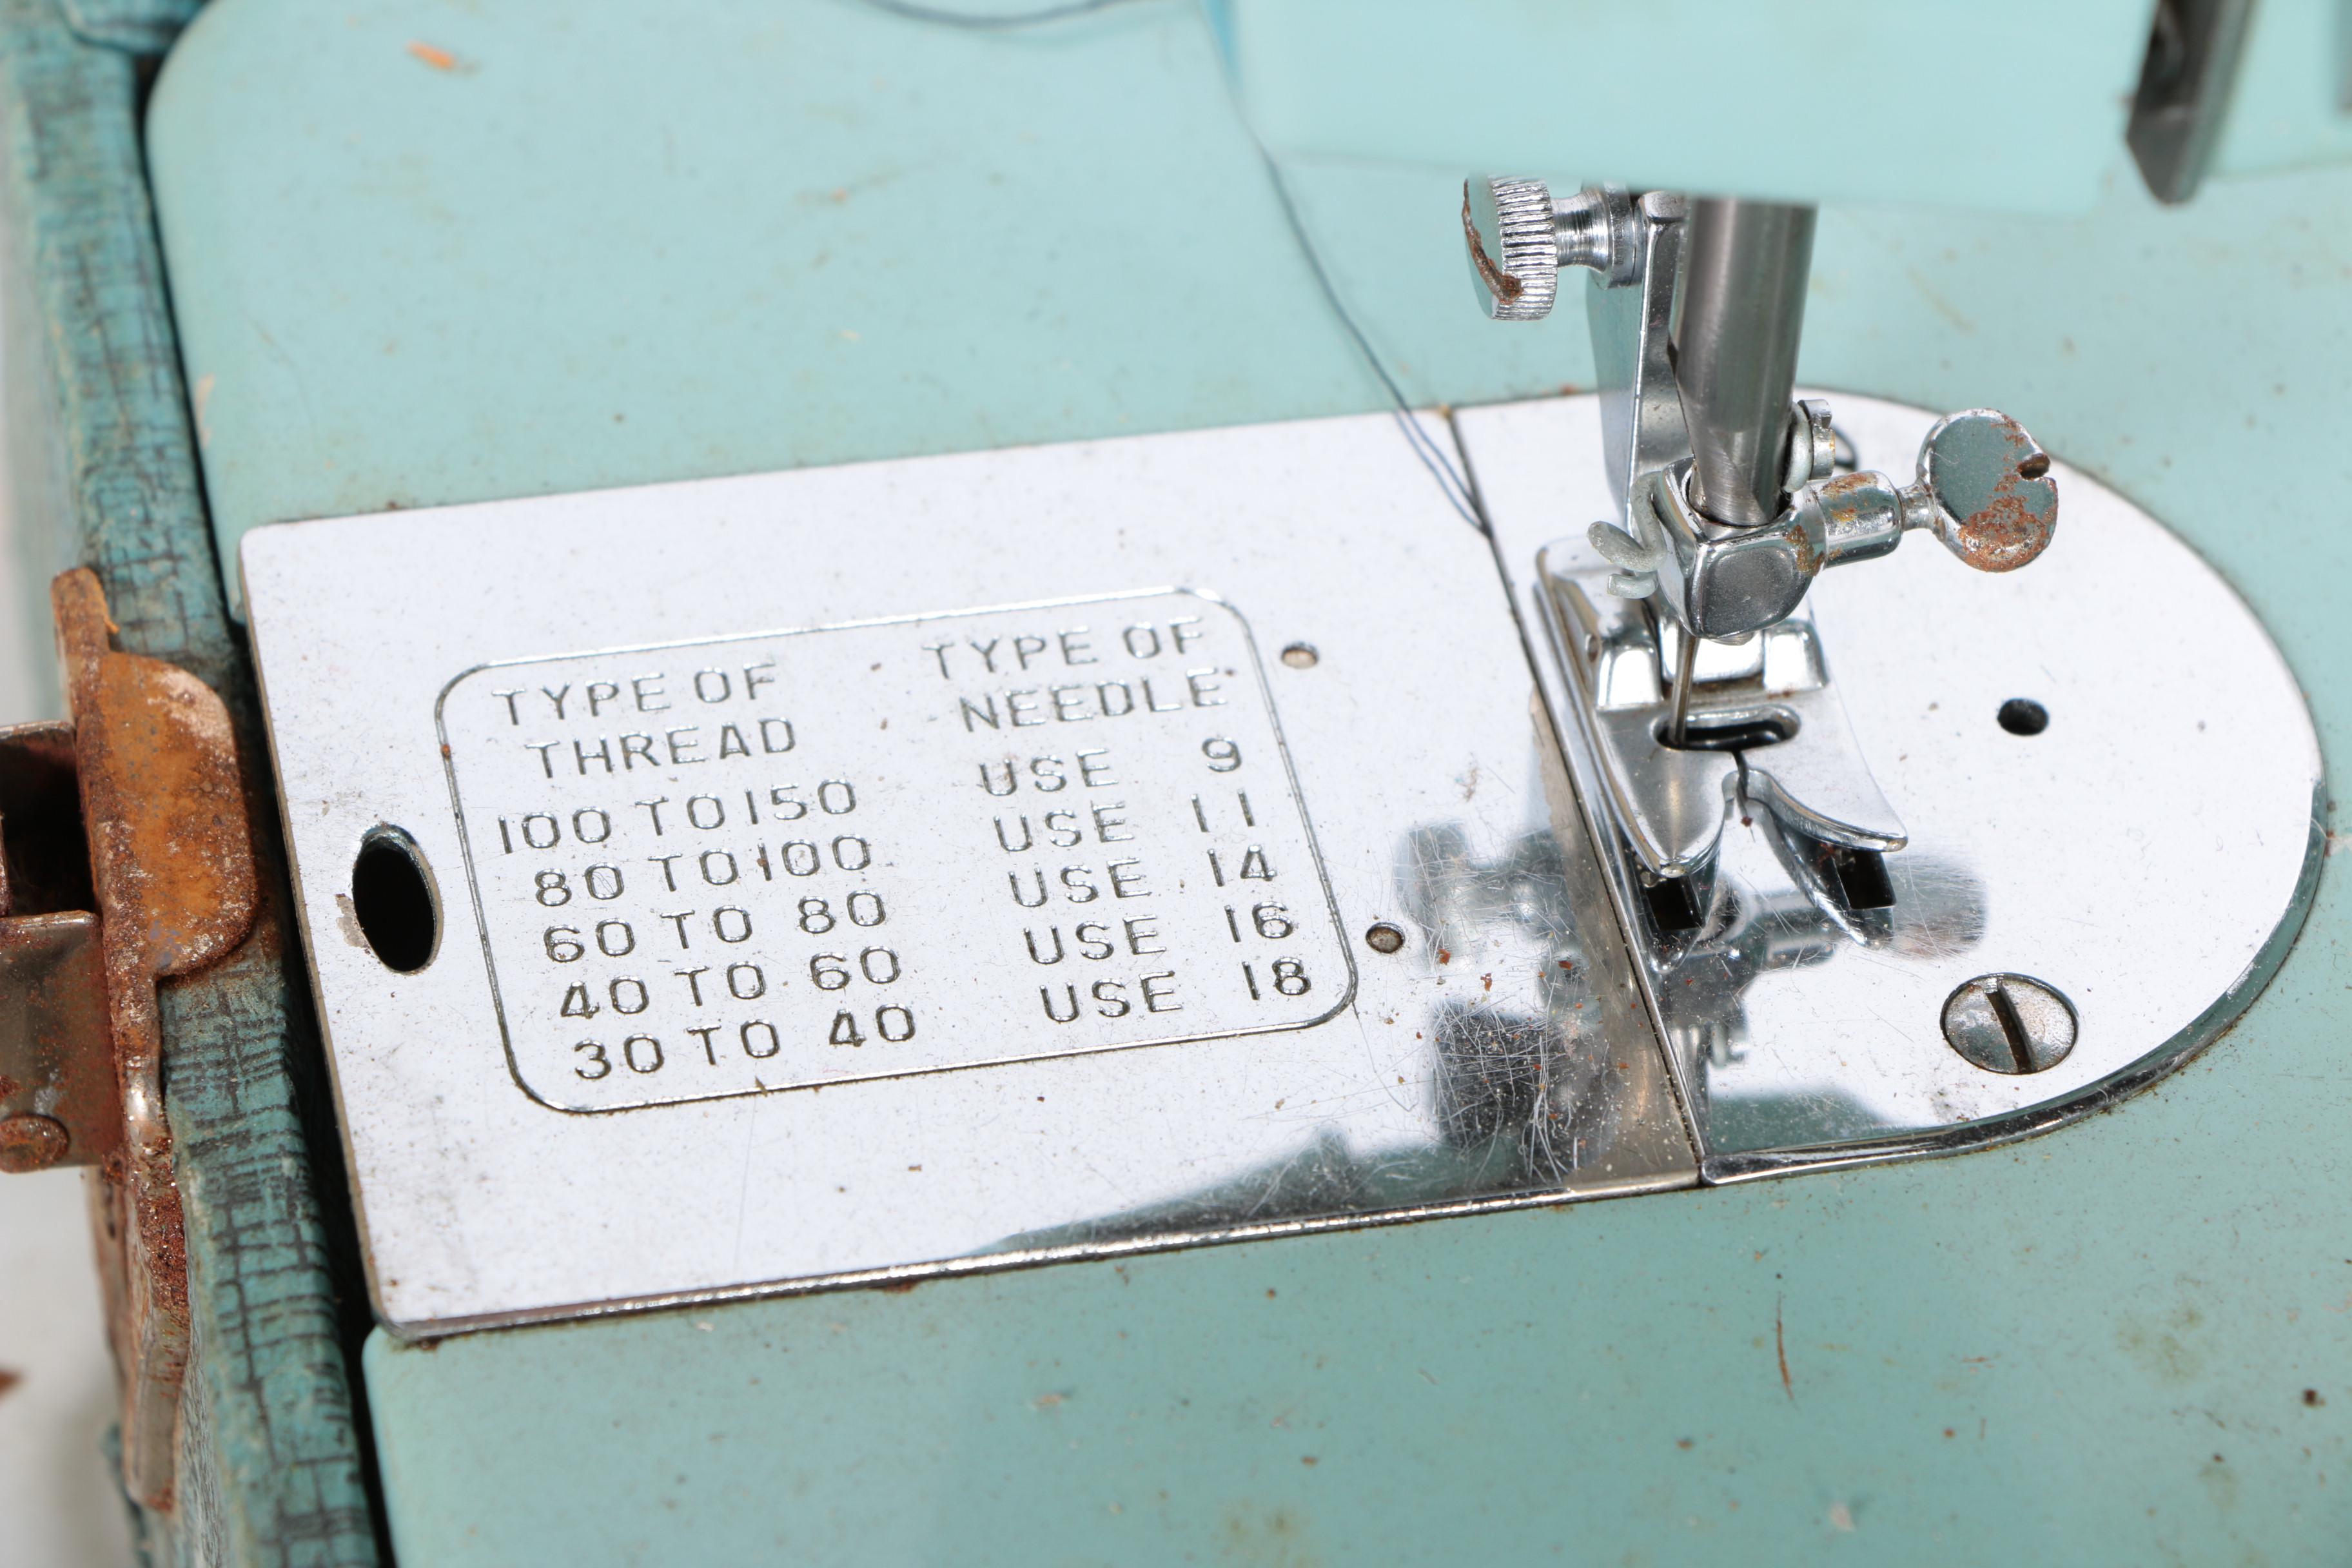 TYPE OF THREAD TYPE OF NEEDLE
100 TO 150 USE 9
80 TO 100 USE 11
60 TO 80 USE 14
40 TO 60 USE 16
30 TO 40 USE 18